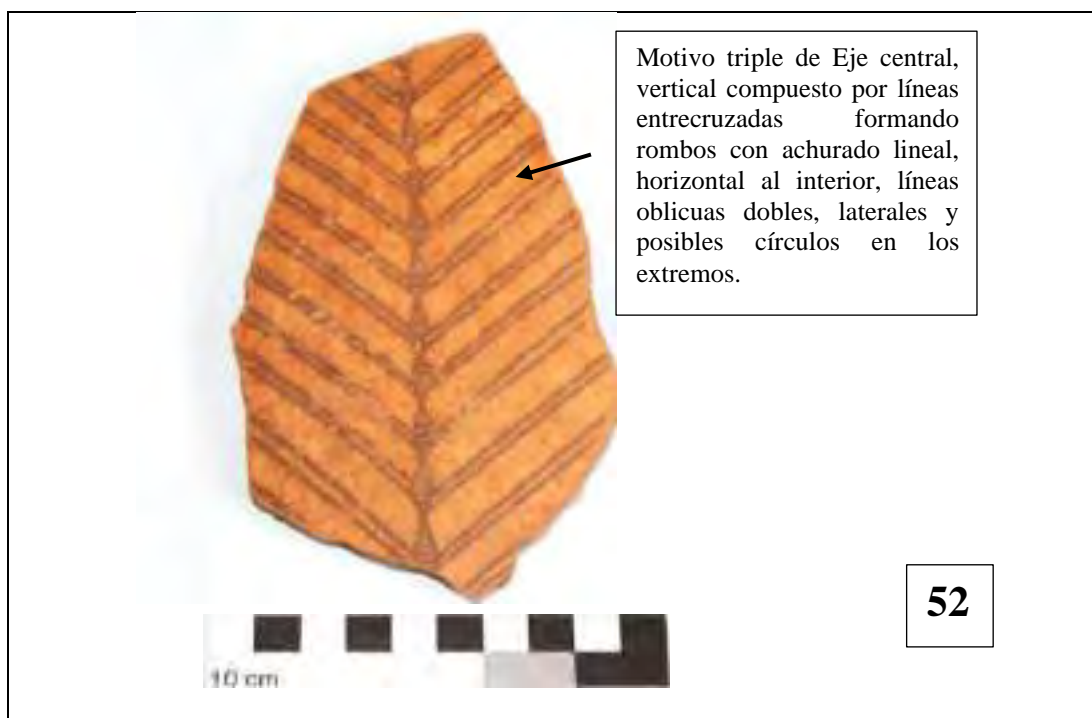 Motivo triple de Eje central,
vertical compuesto por líneas
entrecruzadas formando
rombos con achurado lineal,
horizontal al interior, líneas
oblicuas dobles, laterales y
posibles círculos en los
extremos.
52
10 cm